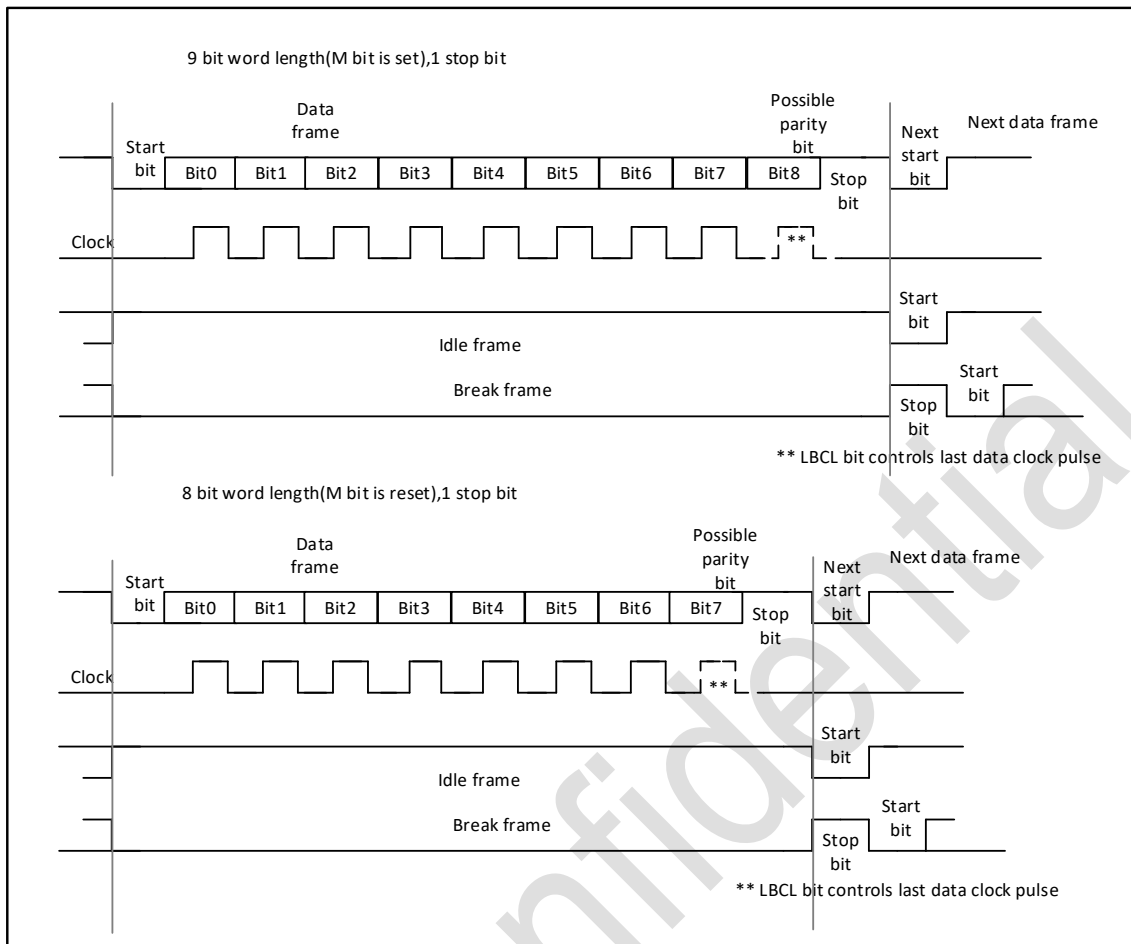 9 bit word length(M bit is set),1 stop bit
Data
frame
Possible
parity
bit
Next data frame
Start
bit
Next
start
bit
Bit0 Bit1 Bit2 Bit3 Bit4 Bit5 Bit6 Bit7 Bit8
Stop
bit
Clock
**
Start
bit
Idle frame
Break frame
Start
bit
Stop
bit
** LBCL bit controls last data clock pulse
8 bit word length(M bit is reset),1 stop bit
Data
frame
Possible
parity
bit
Next data frame
Start
bit
Next
start
bit
Bit0 Bit1 Bit2 Bit3 Bit4 Bit5 Bit6 Bit7
Stop
bit
Clock
**
Start
bit
Idle frame
Break frame
Start
bit
Stop
bit
** LBCL bit controls last data clock pulse
nfidential